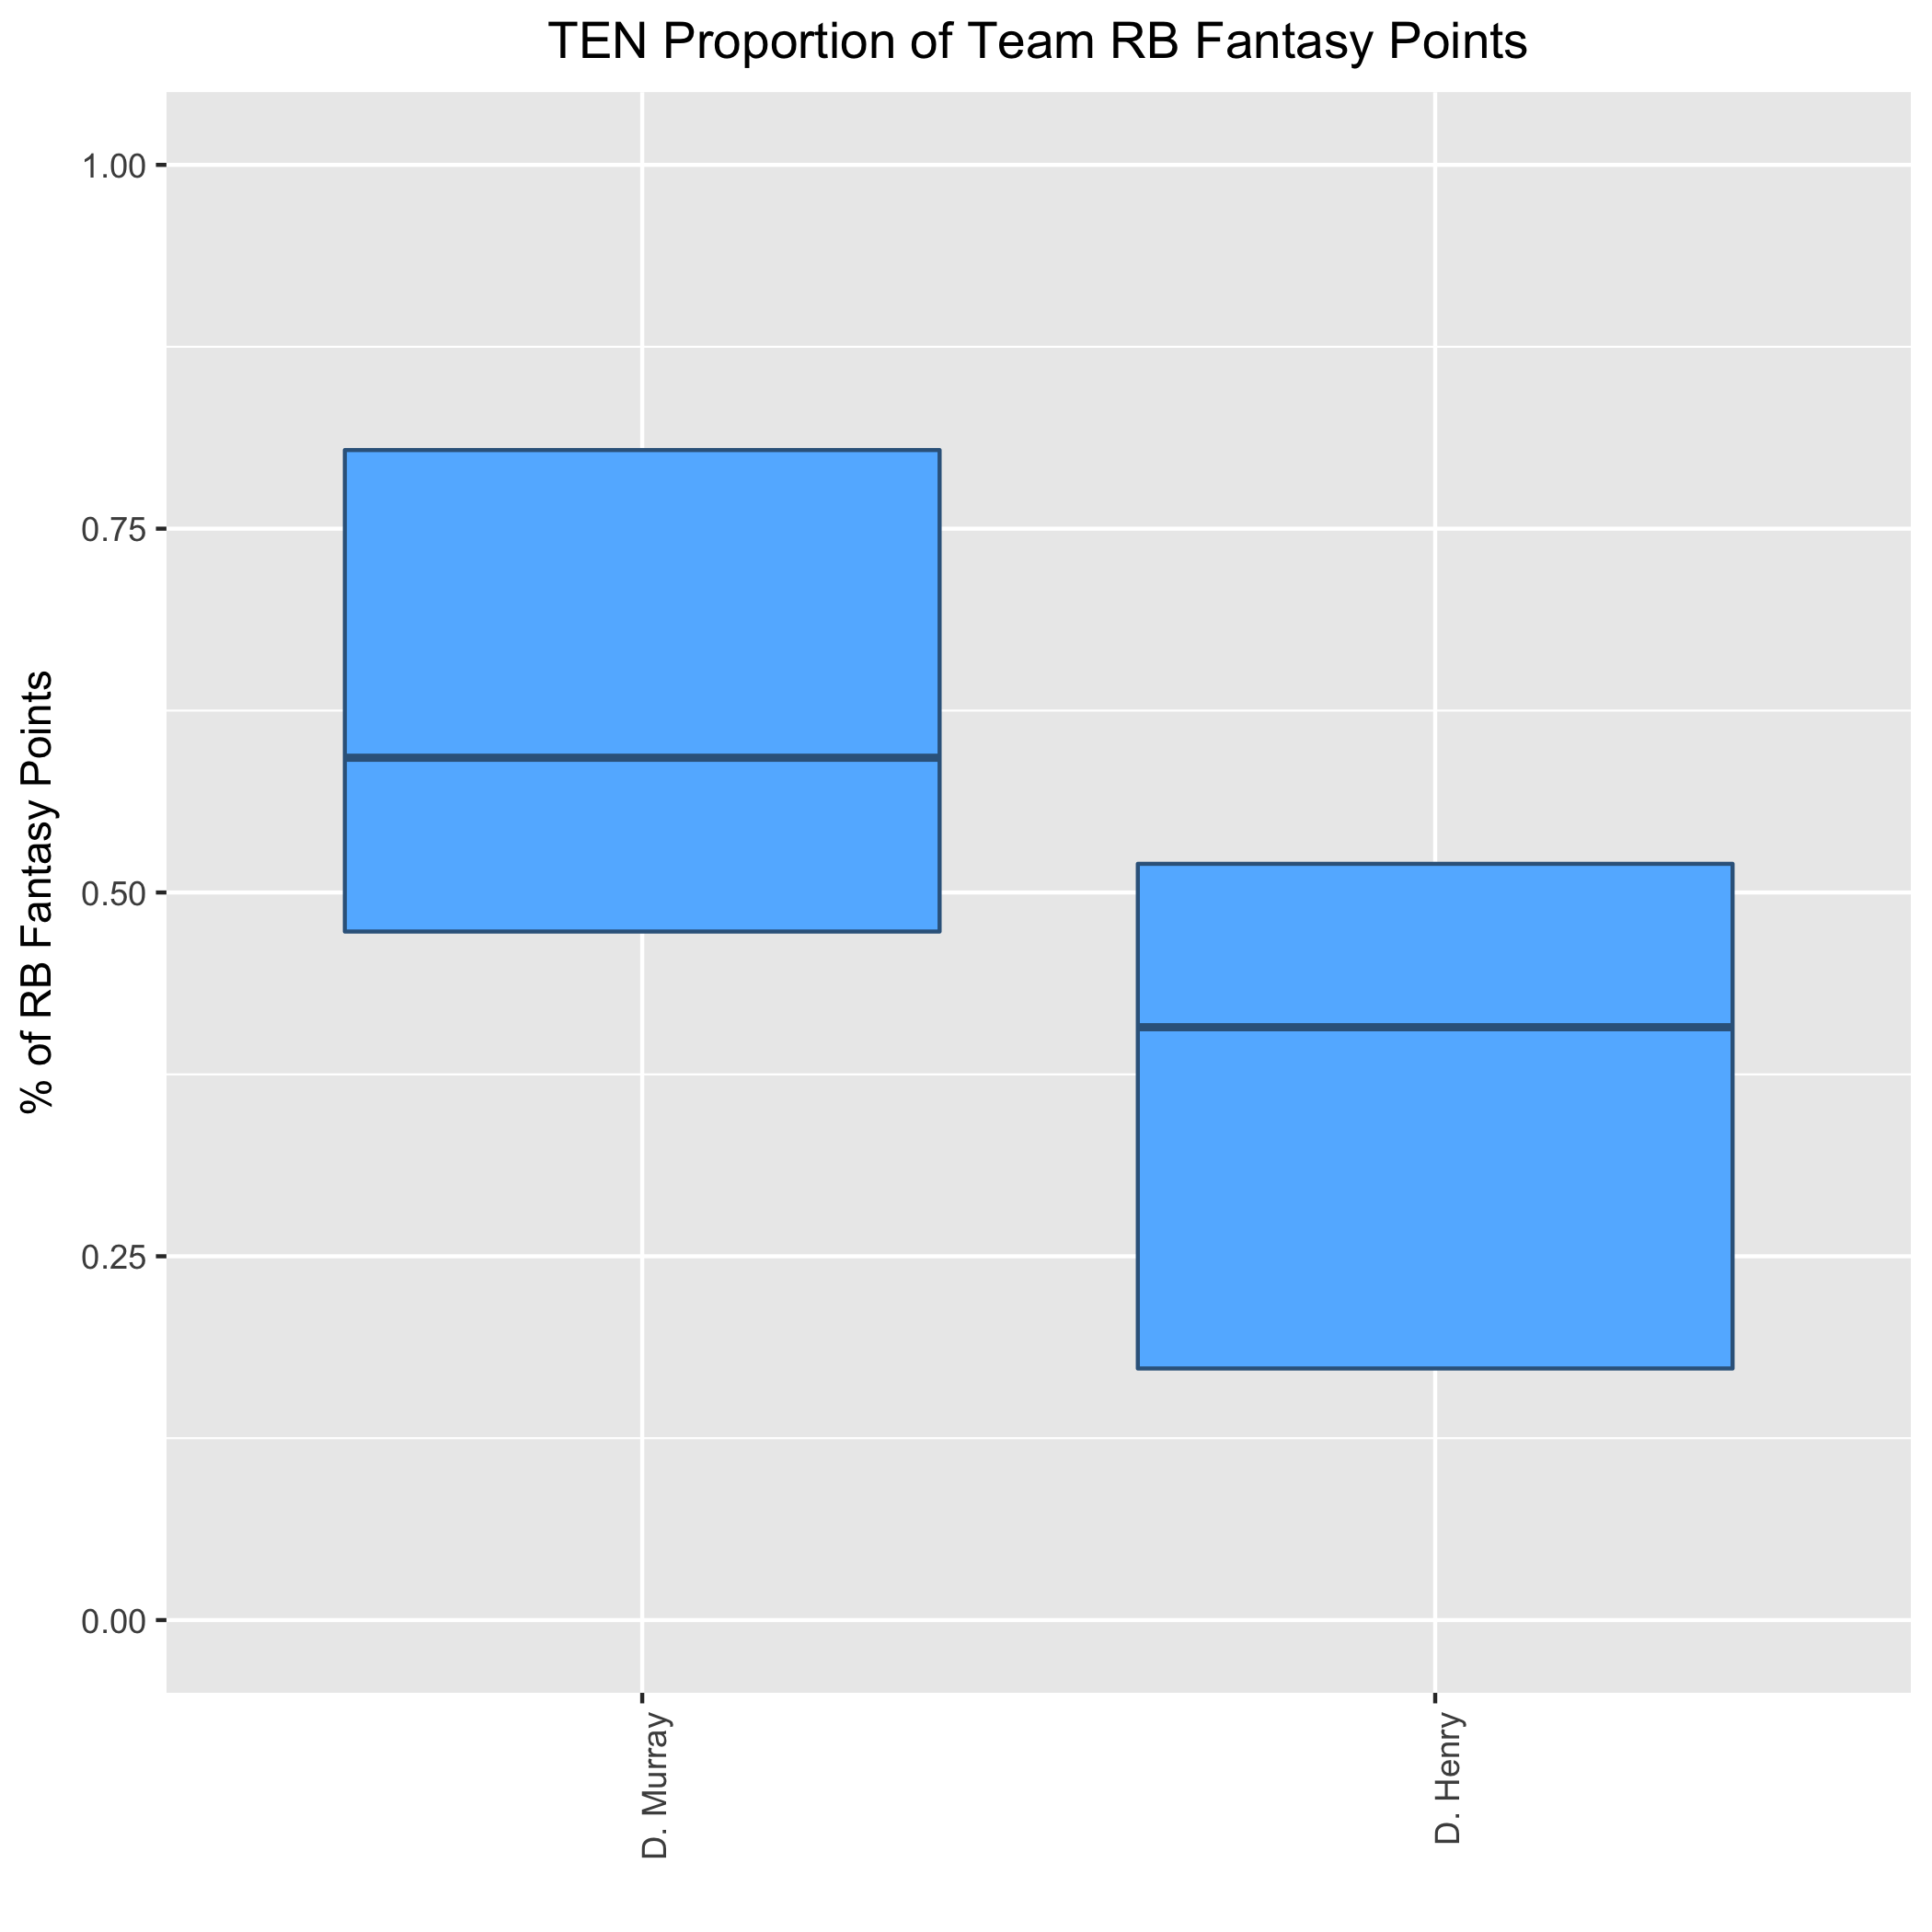 TEN Proportion of Team RB Fantasy Points
% of RB Fantasy Points
1.00
0.75
0.50
0.25
0.00
D. Murray
D. Henry